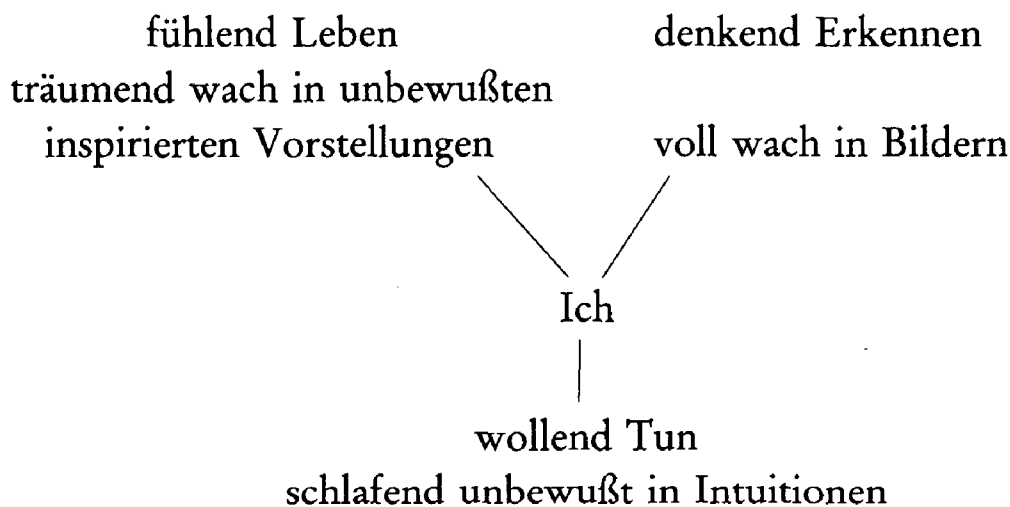 fühlend Leben
träumend wach in unbewußten
inspirierten Vorstellungen
denkend Erkennen
voll wach in Bildern
Ich
wollend Tun
schlafend unbewußt in Intuitionen